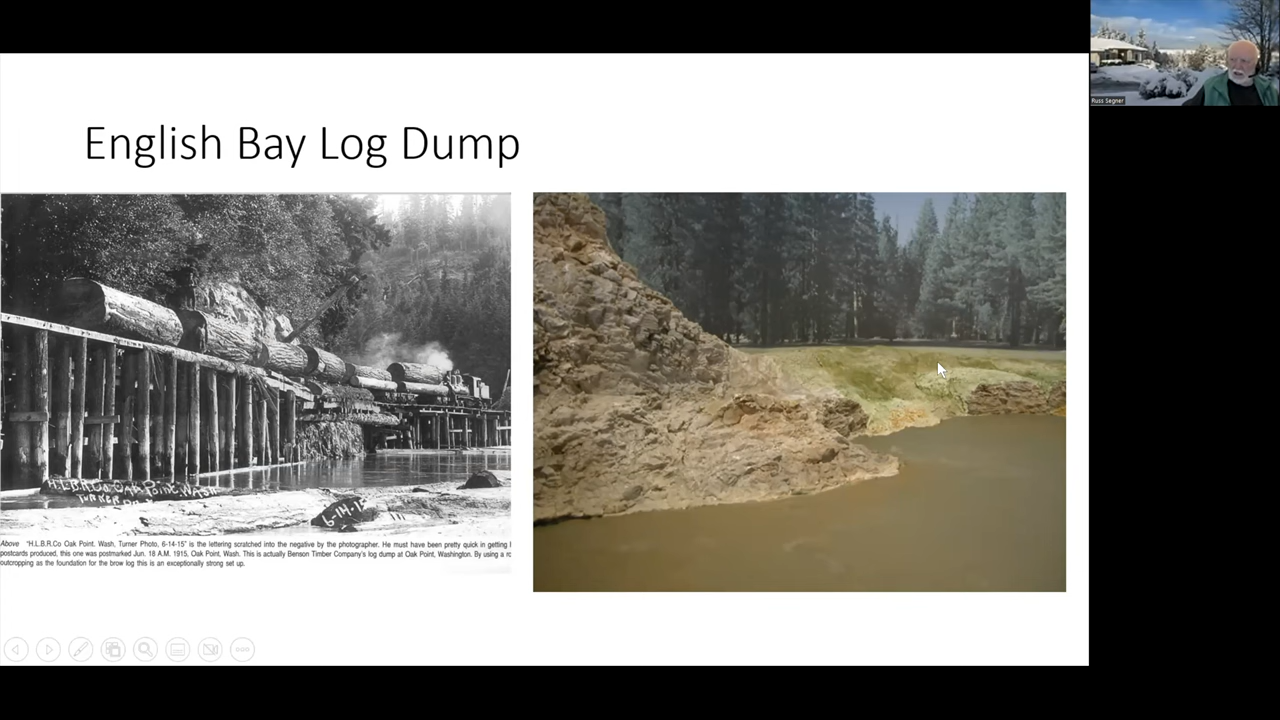 English Bay Log Dump
H.L.B.R.Co. OAK POINT, WASH
TURKER
6-14-15
Above "H.L.B.R.Co Oak Point. Wash, Turner Photo, 6-14-15" is the lettering scratched into the negative by the photographer. He must have been pretty quick in getting
postcards produced, this one was postmarked Jun. 18 A.M. 1915, Oak Point, Wash. This is actually Benson Timber Company's log dump at Oak Point, Washington. By using a
outcropping as the foundation for the brow log this is an exceptionally strong set up.
Russ Segner